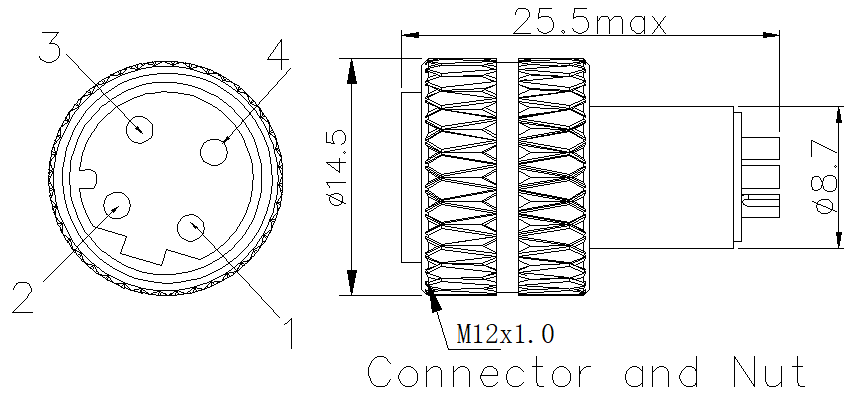 25.5max
3
4
ø14.5
ø8.7
2
1
M12x1.0
Connector and Nut